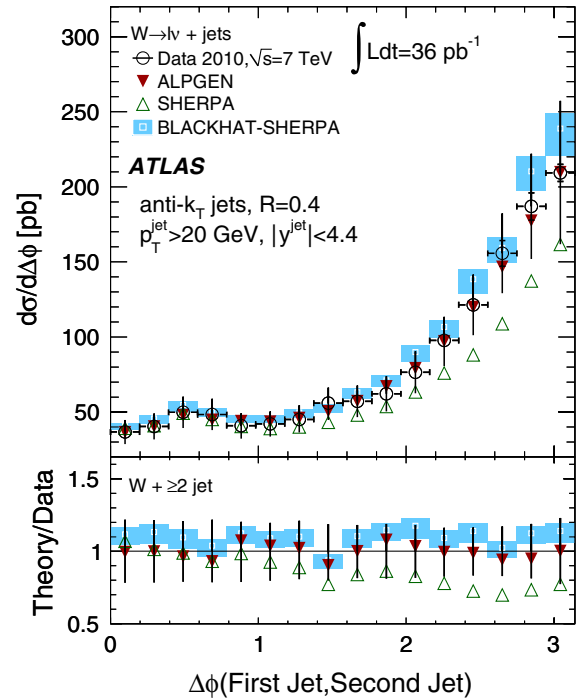 W→lν + jets
Data 2010,√s=7 TeV
∫Ldt=36 pb⁻¹
ALPGEN
SHERPA
BLACKHAT-SHERPA
ATLAS
anti-k_T jets, R=0.4
p_T^jet>20 GeV, |y^jet|<4.4
dσ/dΔϕ [pb]
300
250
200
150
100
50
W + ≥2 jet
Theory/Data
1.5
1
0.5
0 1 2 3
Δϕ(First Jet,Second Jet)